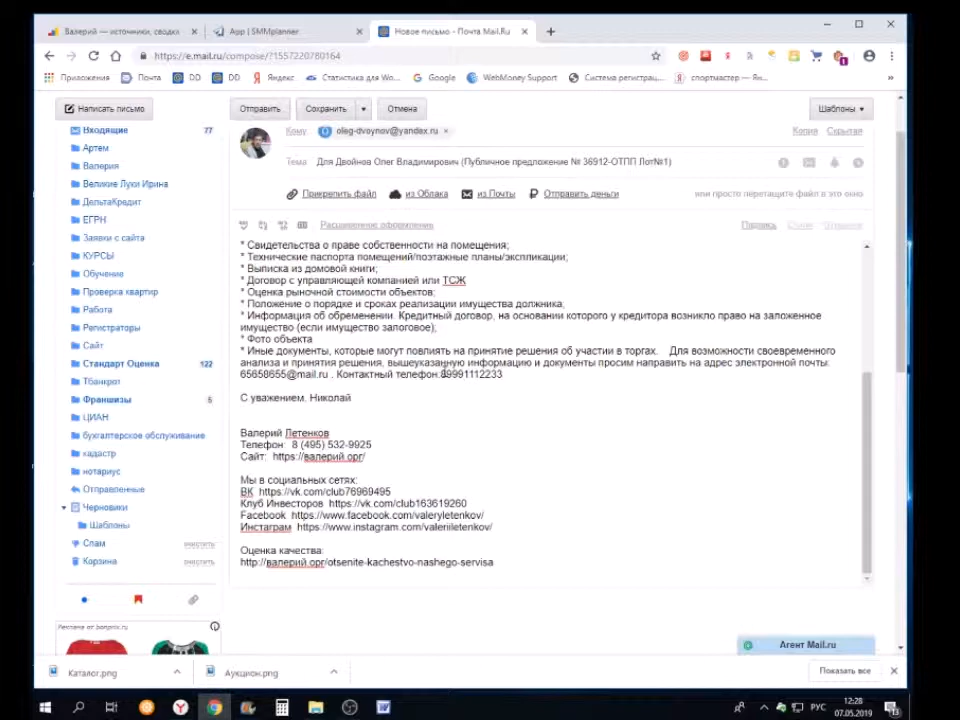 Валерий — источники, сводка
App | SMMplanner
Новое письмо - Почта Mail.Ru
https://e.mail.ru/compose/?1557220780164
Приложения
Почта
DD
DD
Яндекс
Статистика для Wo...
Google
WebMoney Support
Система регистрац...
спортмастер — Ян...
Написать письмо
Отправить
Сохранить
Отмена
Шаблоны
Входящие 77
Артем
Валерия
Великие Луки Ирина
ДельтаКредит
ЕГРН
Заявки с сайта
КУРСЫ
Обучение
Проверка квартир
Работа
Регистраторы
Сайт
Стандарт Оценка 122
Тбанкрот
Франшизы 6
ЦИАН
бухгалтерское обслуживание
кадастр
нотариус
Отправленные
Черновики
Шаблоны
Спам очистить
Корзина очистить
Реклама от bonprix.ru
Кому oleg-dvoynov@yandex.ru × Копия Скрытая
Тема Для Двойнов Олег Владимирович (Публичное предложение № 36912-ОТПП Лот№1)
Прикрепить файл из Облака из Почты Отправить деньги или просто перетащите файл в это окно
Расширенное оформление Подпись
* Свидетельства о праве собственности на помещения;
* Технические паспорта помещений/поэтажные планы/экспликации;
* Выписка из домовой книги;
* Договор с управляющей компанией или ТСЖ
* Оценка рыночной стоимости объектов;
* Положение о порядке и сроках реализации имущества должника;
* Информация об обременении. Кредитный договор, на основании которого у кредитора возникло право на заложенное
имущество (если имущество залоговое);
* Фото объекта
* Иные документы, которые могут повлиять на принятие решения об участии в торгах. Для возможности своевременного
анализа и принятия решения, вышеуказанную информацию и документы просим направить на адрес электронной почты:
65658655@mail.ru . Контактный телефон:89991112233
С уважением, Николай
Валерий Летенков
Телефон: 8 (495) 532-9925
Сайт: https://валерий.орг/
Мы в социальных сетях:
ВК https://vk.com/club76969495
Клуб Инвесторов https://vk.com/club163619260
Facebook https://www.facebook.com/valeryletenkov/
Инстаграм https://www.instagram.com/valeriiletenkov/
Оценка качества:
http://валерий.орг/otsenite-kachestvo-nashego-servisa
Агент Mail.ru
Каталог.png
Аукцион.png
Показать все
РУС
12:28
07.05.2019
13